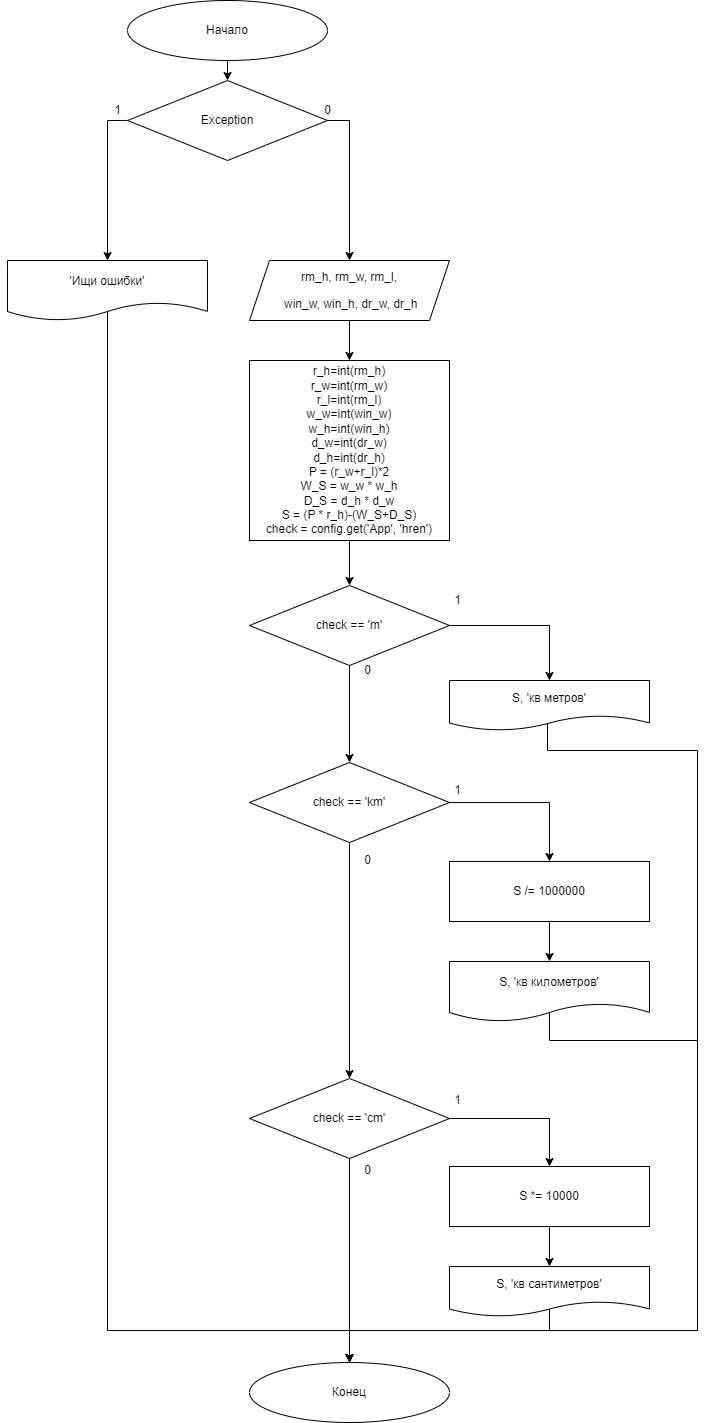 Начало
1
0
Exception
'Ищи ошибки'
rm_h, rm_w, rm_l,
win_w, win_h, dr_w, dr_h
r_h=int(rm_h)
r_w=int(rm_w)
r_l=int(rm_l)
w_w=int(win_w)
w_h=int(win_h)
d_w=int(dr_w)
d_h=int(dr_h)
P = (r_w+r_l)*2
W_S = w_w * w_h
D_S = d_h * d_w
S = (P * r_h)-(W_S+D_S)
check = config.get('App', 'hren')
1
check == 'm'
0
S, 'кв метров'
1
check == 'km'
0
S /= 1000000
S, 'кв километров'
1
check == 'cm'
0
S *= 10000
S, 'кв сантиметров'
Конец